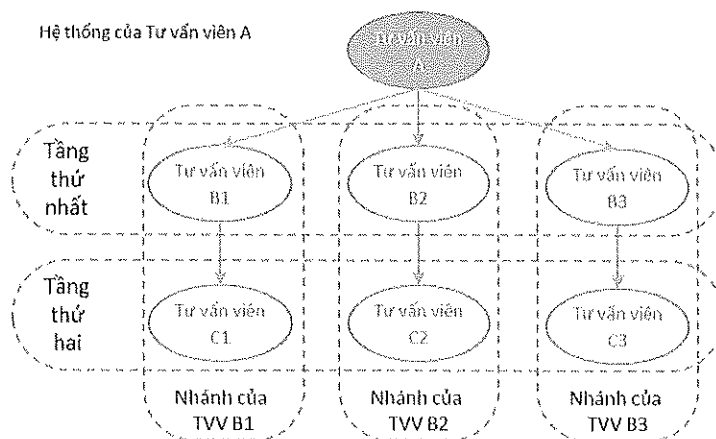 Hệ thống của Tư vấn viên A
Tư vấn viên
A
Tầng
thứ
nhất
Tư vấn viên
B1
Tư vấn viên
B2
Tư vấn viên
B3
Tầng
thứ
hai
Tư vấn viên
C1
Tư vấn viên
C2
Tư vấn viên
C3
Nhánh của
TVV B1
Nhánh của
TVV B2
Nhánh của
TVV B3